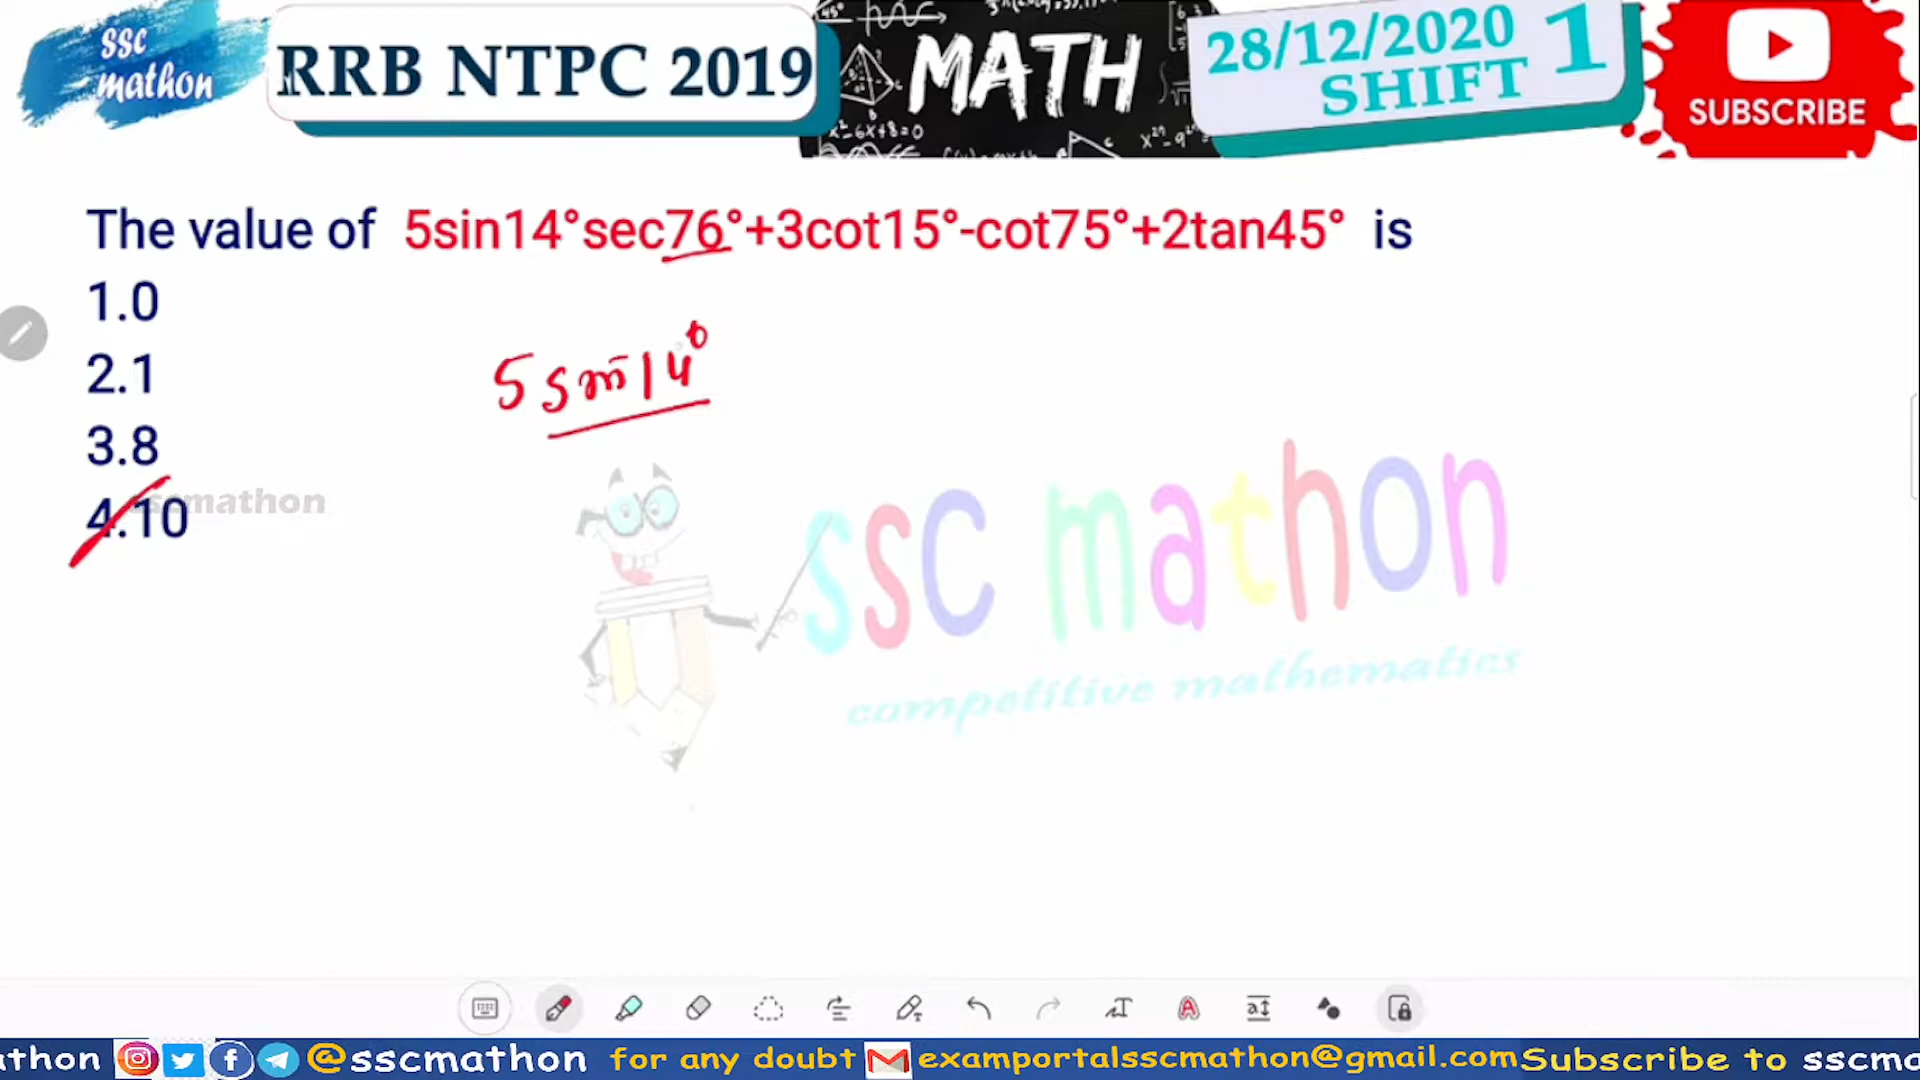 ssc
mathon
RRB NTPC 2019
MATH
28/12/2020
SHIFT 1
SUBSCRIBE
The value of 5sin14°sec76°+3cot15°-cot75°+2tan45° is
1.0
2.1
3.8
4.10
sscmathon
5 sin 14°
ssc mathon
competitive mathematics
athon @sscmathon for any doubt examportalsscmathon@gmail.com Subscribe to sscma